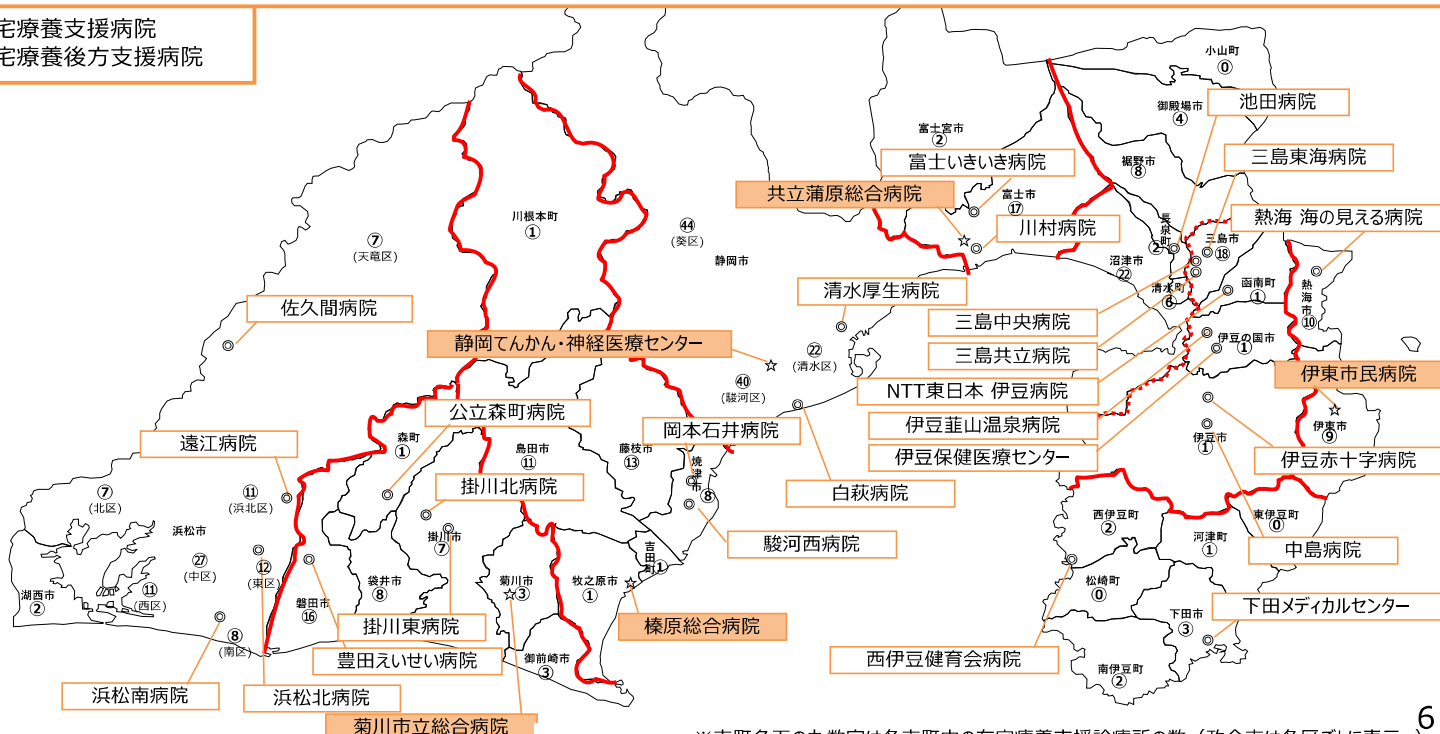 宅療養支援病院
宅療養後方支援病院
小山町
⓪
池田病院
御殿場市
④
富士宮市
②
三島東海病院
富士いきいき病院
裾野市
⑧
共立蒲原総合病院
富士市
⑰
川根本町
①
川村病院
長泉町
②
熱海 海の見える病院
㊹
(葵区)
⑦
(天竜区)
三島市
⑱
静岡市
沼津市
㉒
清水町
⑥
函南町
①
熱海市
⑩
清水厚生病院
佐久間病院
三島中央病院
静岡てんかん・神経医療センター
㉒
(清水区)
三島共立病院
伊豆の国市
①
伊東市民病院
㊵
(駿河区)
NTT東日本 伊豆病院
公立森町病院
伊豆韮山温泉病院
岡本石井病院
伊東市
⑨
遠江病院
森町
①
島田市
⑪
藤枝市
⑬
伊豆市
①
伊豆保健医療センター
伊豆赤十字病院
焼津市
⑧
掛川北病院
白萩病院
⑦
(北区)
⑪
(浜北区)
西伊豆町
②
東伊豆町
⓪
浜松市
掛川市
⑦
駿河西病院
河津町
①
中島病院
㉗
(中区)
⑫
(東区)
吉田町
①
湖西市
②
⑪
(西区)
袋井市
⑧
菊川市
③
牧之原市
①
松崎町
⓪
磐田市
⑯
下田市
③
下田メディカルセンター
掛川東病院
榛原総合病院
⑧
(南区)
豊田えいせい病院
御前崎市
③
西伊豆健育会病院
南伊豆町
②
浜松南病院
浜松北病院
菊川市立総合病院
6